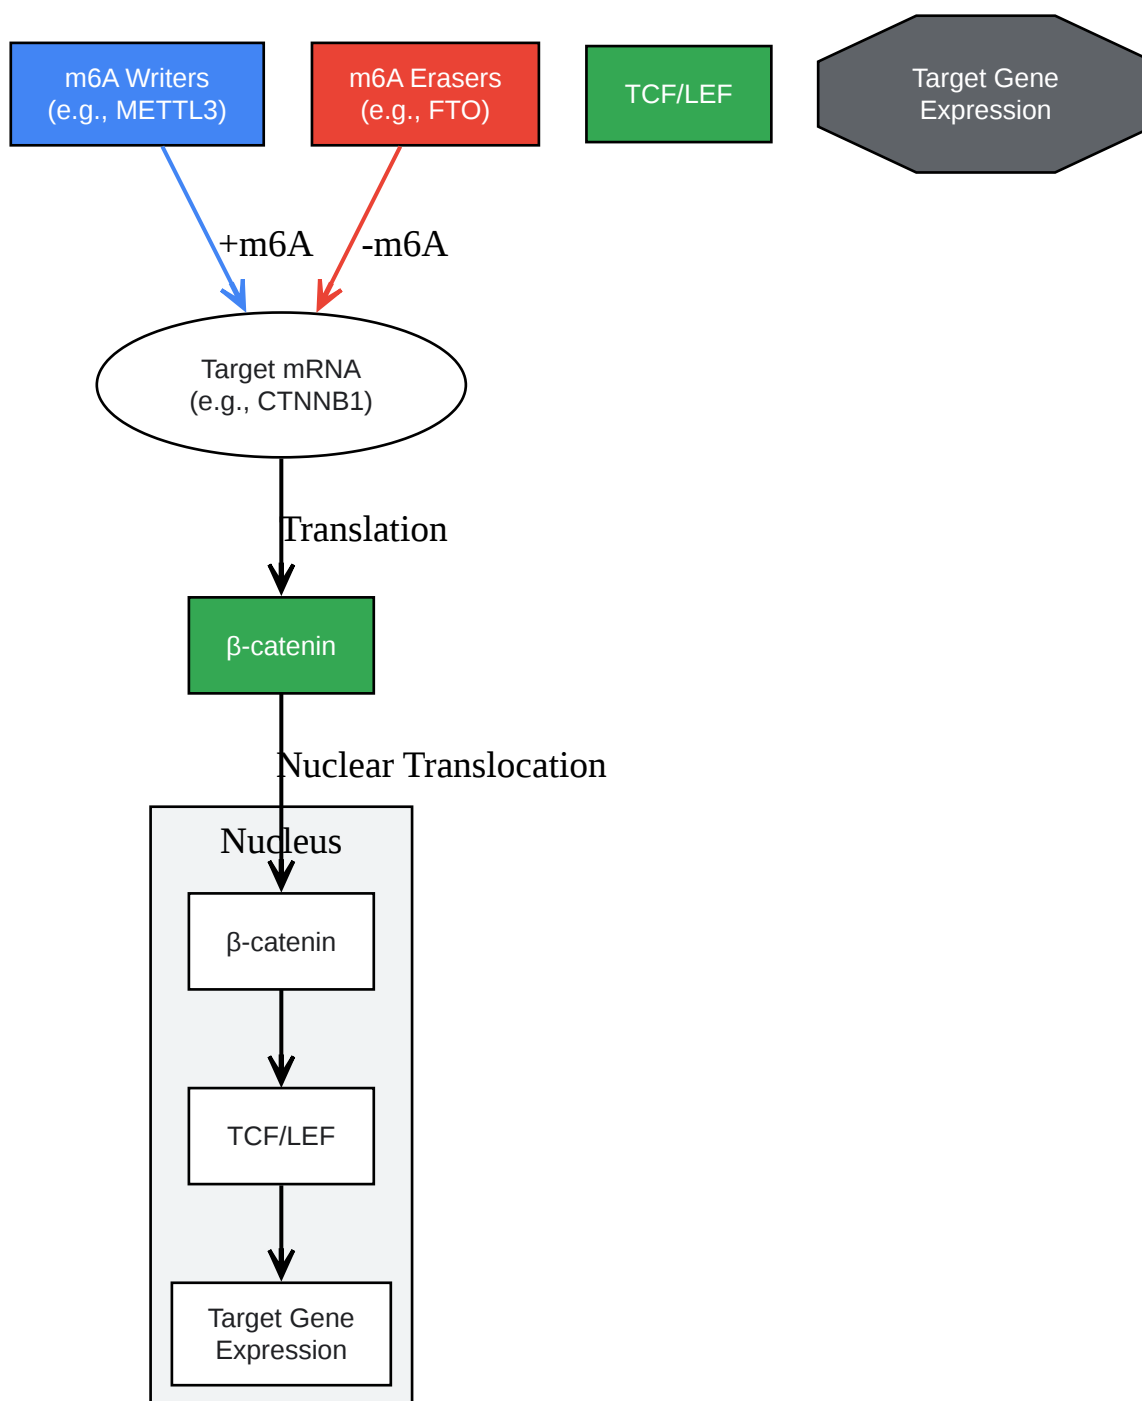 m6A Writers
(e.g., METTL3)
m6A Erasers
(e.g., FTO)
TCF/LEF
Target Gene
Expression
+m6A
-m6A
Target mRNA
(e.g., CTNNB1)
Translation
β-catenin
Nuclear Translocation
Nucleus
β-catenin
TCF/LEF
Target Gene
Expression